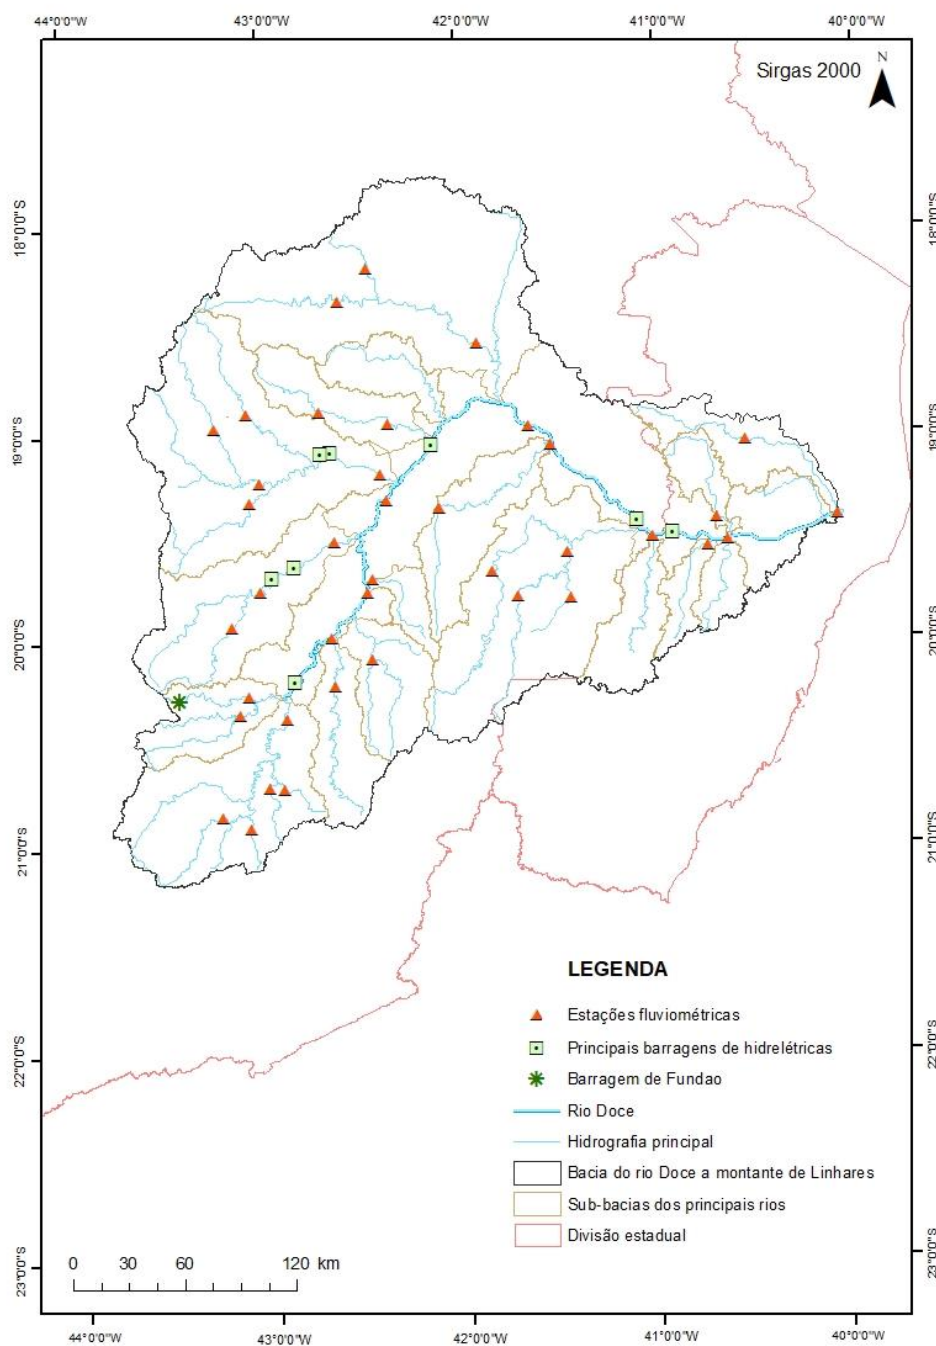 44°0'0"W 43°0'0"W 42°0'0"W 41°0'0"W 40°0'0"W
Sirgas 2000
N
18°0'0"S 18°0'0"S
19°0'0"S 19°0'0"S
20°0'0"S 20°0'0"S
21°0'0"S 21°0'0"S
22°0'0"S 22°0'0"S
23°0'0"S 23°0'0"S
LEGENDA
Estações fluviométricas
Principais barragens de hidrelétricas
Barragem de Fundao
Rio Doce
Hidrografia principal
Bacia do rio Doce a montante de Linhares
Sub-bacias dos principais rios
Divisão estadual
0 30 60 120 km
44°0'0"W 43°0'0"W 42°0'0"W 41°0'0"W 40°0'0"W